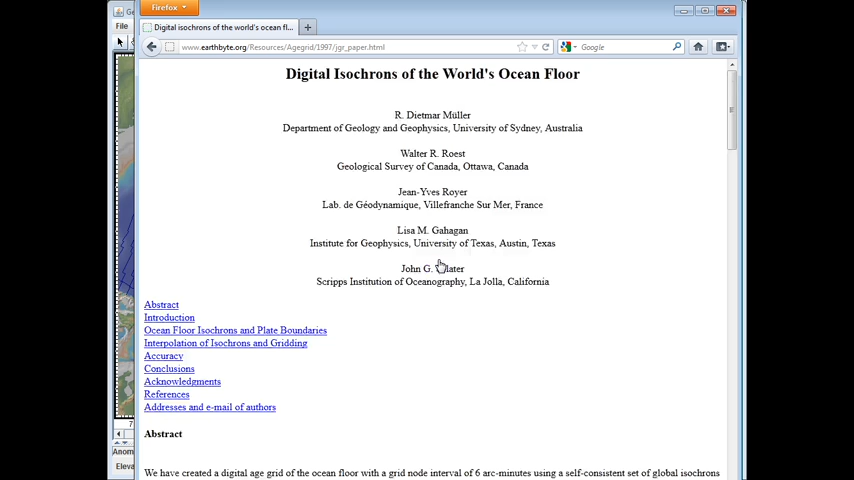 Firefox
Digital isochrons of the world's ocean fl...
File
www.earthbyte.org/Resources/Agegrid/1997/jgr_paper.html
Google
Digital Isochrons of the World's Ocean Floor
R. Dietmar Müller
Department of Geology and Geophysics, University of Sydney, Australia
Walter R. Roest
Geological Survey of Canada, Ottawa, Canada
Jean-Yves Royer
Lab. de Géodynamique, Villefranche Sur Mer, France
Lisa M. Gahagan
Institute for Geophysics, University of Texas, Austin, Texas
John G.
Scripps Institution of Oceanography, La Jolla, California
Abstract
Introduction
Ocean Floor Isochrons and Plate Boundaries
Interpolation of Isochrons and Gridding
Accuracy
Conclusions
Acknowledgments
References
Addresses and e-mail of authors
Abstract
Anom
Eleva
We have created a digital age grid of the ocean floor with a grid node interval of 6 arc-minutes using a self-consistent set of global isochrons